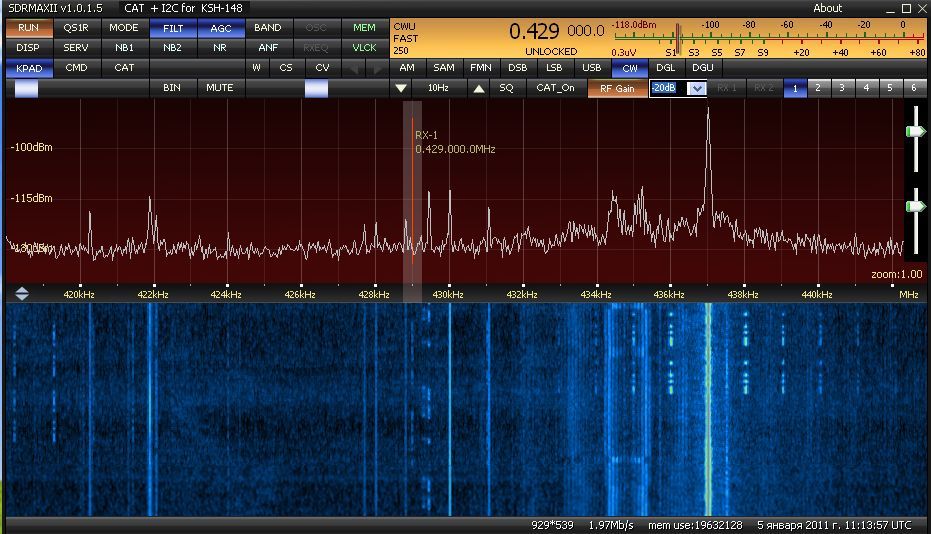 SDRMAXII v1.0.1.5 CAT + I2C for KSH-148 About
RUN QS1R MODE FILT AGC BAND OSC MEM
DISP SERV NB1 NB2 NR ANF RXEQ VLCK
KPAD CMD CAT W CS CV
BIN MUTE
CWU
FAST
250
0.429 000.0
UNLOCKED
-118.0dBm -100 -80 -60 -40 -20 0
0.3uV S1 S3 S5 S7 S9 +20 +40 +60 +80
AM SAM FMN DSB LSB USB CW DGL DGU
10Hz SQ CAT_On RF Gain -20dB RX 1 RX 2 1 2 3 4 5 6
RX-1
0.429.000.0MHz
-100dBm
-115dBm
zoom:1.00
420kHz 422kHz 424kHz 426kHz 428kHz 430kHz 432kHz 434kHz 436kHz 438kHz 440kHz MHz
929*539 1.97Mb/s mem use:19632128 5 января 2011 г. 11:13:57 UTC